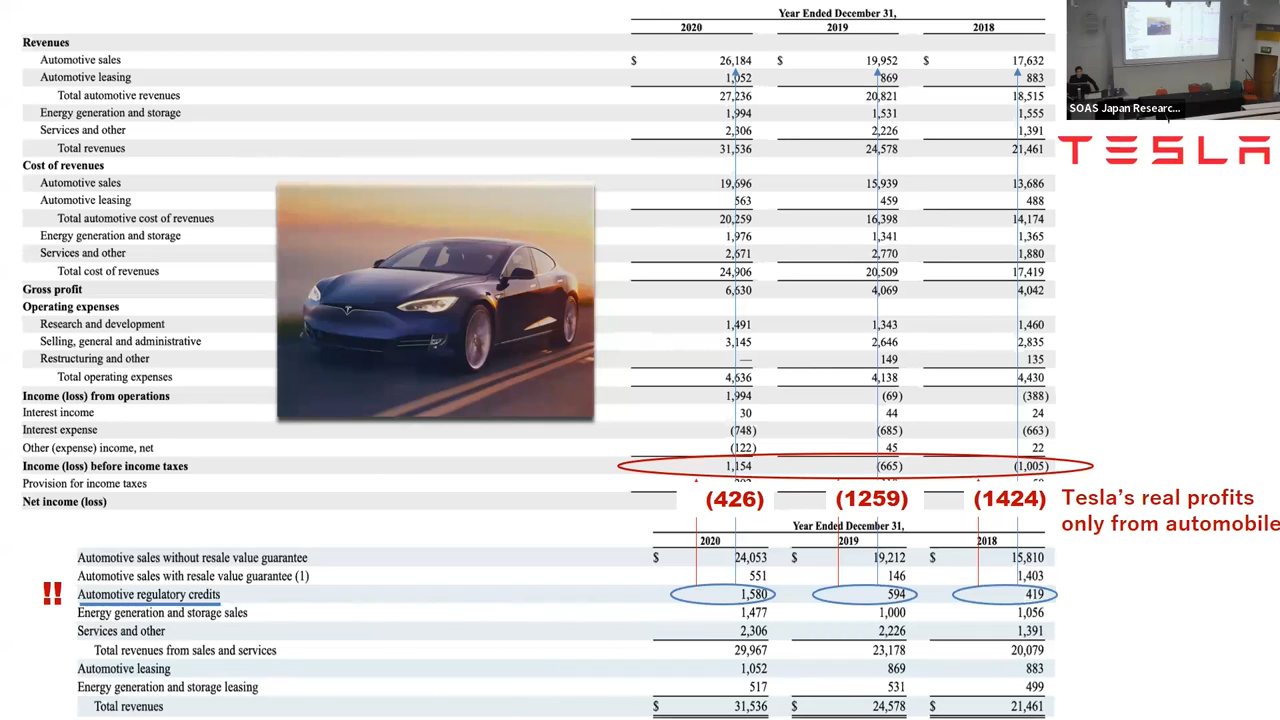 Year Ended December 31,
2020 2019 2018
Revenues
Automotive sales $ 26,184 $ 19,952 $ 17,632
Automotive leasing 1,052 869 883
Total automotive revenues 27,236 20,821 18,515
Energy generation and storage 1,994 1,531 1,555
Services and other 2,306 2,226 1,391
Total revenues 31,536 24,578 21,461
Cost of revenues
Automotive sales 19,696 15,939 13,686
Automotive leasing 563 459 488
Total automotive cost of revenues 20,259 16,398 14,174
Energy generation and storage 1,976 1,341 1,365
Services and other 2,671 2,770 1,880
Total cost of revenues 24,906 20,509 17,419
Gross profit 6,630 4,069 4,042
Operating expenses
Research and development 1,491 1,343 1,460
Selling, general and administrative 3,145 2,646 2,835
Restructuring and other — 149 135
Total operating expenses 4,636 4,138 4,430
Income (loss) from operations 1,994 (69) (388)
Interest income 30 44 24
Interest expense (748) (685) (663)
Other (expense) income, net (122) 45 22
Income (loss) before income taxes 1,154 (665) (1,005)
Provision for income taxes
Net income (loss)
(426) (1259) (1424)
Tesla's real profits
only from automobile
SOAS Japan Researc...
TESLA
Year Ended December 31,
2020 2019 2018
Automotive sales without resale value guarantee $ 24,053 $ 19,212 $ 15,810
Automotive sales with resale value guarantee (1) 551 146 1,403
!! Automotive regulatory credits 1,580 594 419
Energy generation and storage sales 1,477 1,000 1,056
Services and other 2,306 2,226 1,391
Total revenues from sales and services 29,967 23,178 20,079
Automotive leasing 1,052 869 883
Energy generation and storage leasing 517 531 499
Total revenues $ 31,536 $ 24,578 $ 21,461